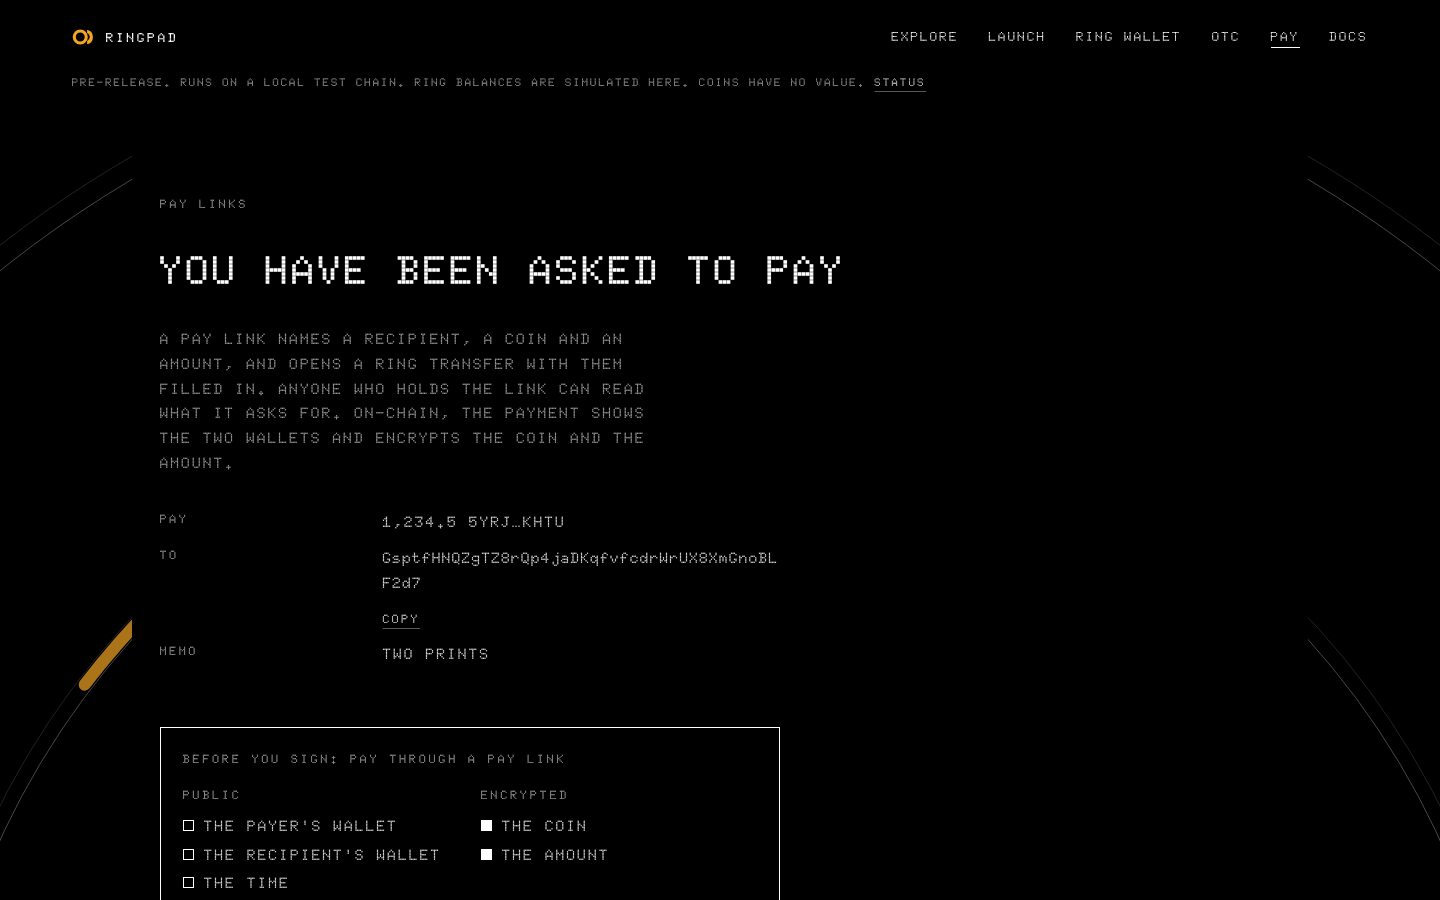 RINGPAD
EXPLORE LAUNCH RING WALLET OTC PAY DOCS
PRE-RELEASE. RUNS ON A LOCAL TEST CHAIN. RING BALANCES ARE SIMULATED HERE. COINS HAVE NO VALUE. STATUS
PAY LINKS
YOU HAVE BEEN ASKED TO PAY
A PAY LINK NAMES A RECIPIENT, A COIN AND AN
AMOUNT, AND OPENS A RING TRANSFER WITH THEM
FILLED IN. ANYONE WHO HOLDS THE LINK CAN READ
WHAT IT ASKS FOR. ON-CHAIN, THE PAYMENT SHOWS
THE TWO WALLETS AND ENCRYPTS THE COIN AND THE
AMOUNT.
PAY 1,234.5 5YRJ…KHTU
TO GsptfHNQZgTZ8rQp4jaDKqfvfcdrWrUX8XmGnoBL
F2d7
COPY
MEMO TWO PRINTS
BEFORE YOU SIGN: PAY THROUGH A PAY LINK
PUBLIC ENCRYPTED
THE PAYER'S WALLET THE COIN
THE RECIPIENT'S WALLET THE AMOUNT
THE TIME